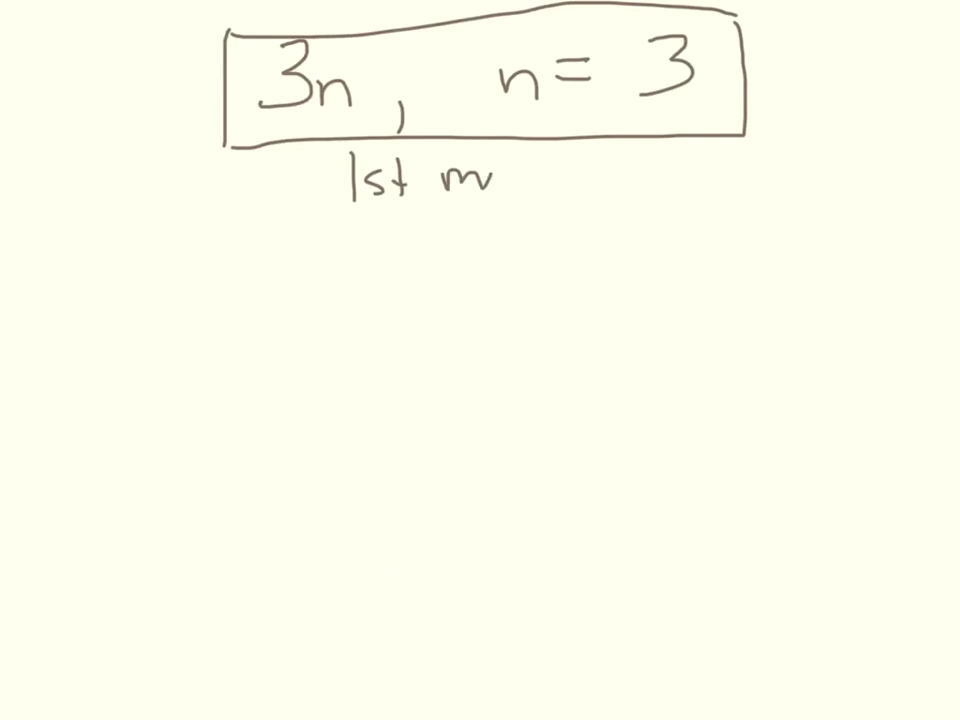 3n, n = 3
1st m